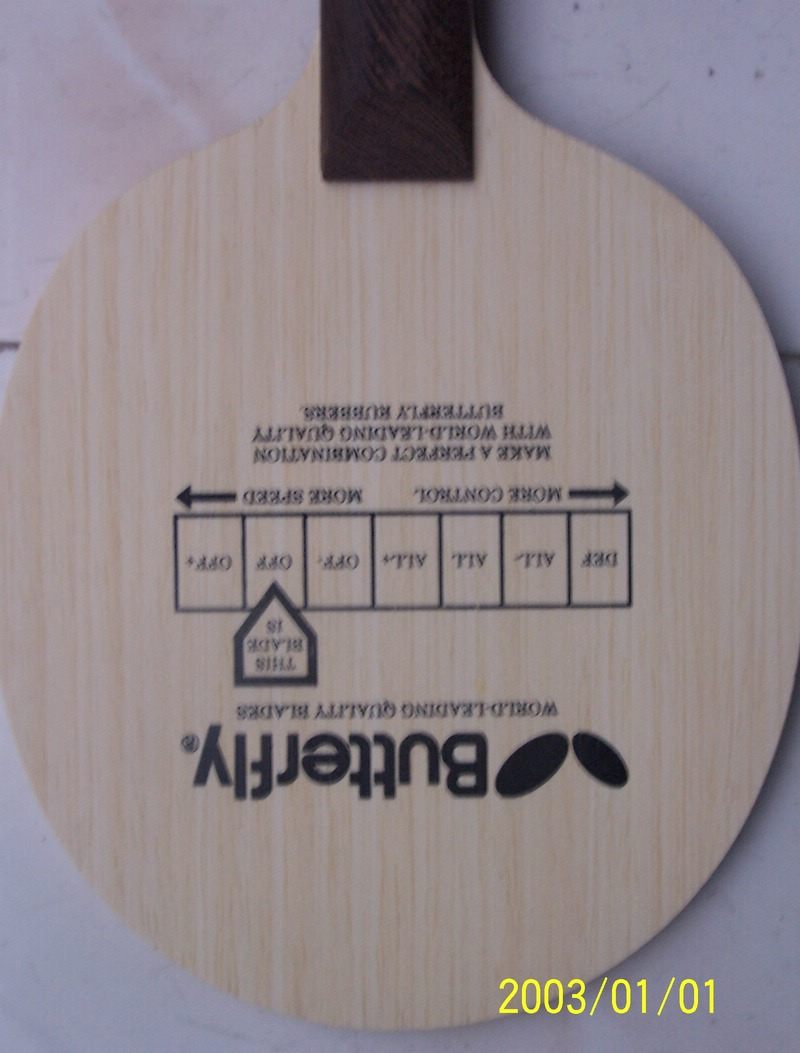 Butterfly®
WORLD-LEADING QUALITY BLADES
THIS
BLADE
IS
DEF ALL- ALL ALL+ OFF- OFF OFF+
MORE CONTROL MORE SPEED
MAKE A PERFECT COMBINATION
WITH WORLD-LEADING QUALITY
BUTTERFLY RUBBERS.
2003/01/01